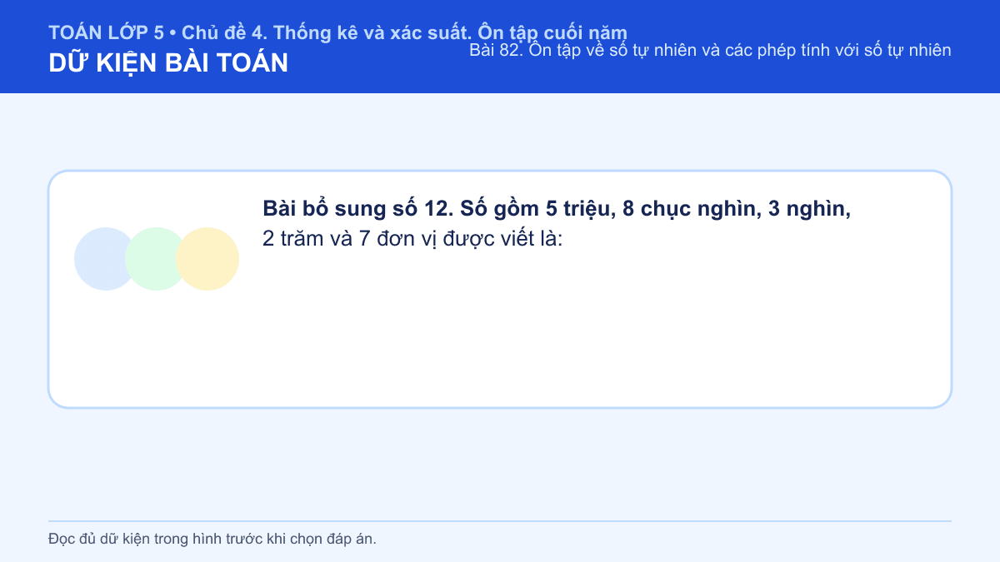 TOÁN LỚP 5 • Chủ đề 4. Thống kê và xác suất. Ôn tập cuối năm
Bài 82. Ôn tập về số tự nhiên và các phép tính với số tự nhiên
DỮ KIỆN BÀI TOÁN
Bài bổ sung số 12. Số gồm 5 triệu, 8 chục nghìn, 3 nghìn,
2 trăm và 7 đơn vị được viết là:
Đọc đủ dữ kiện trong hình trước khi chọn đáp án.